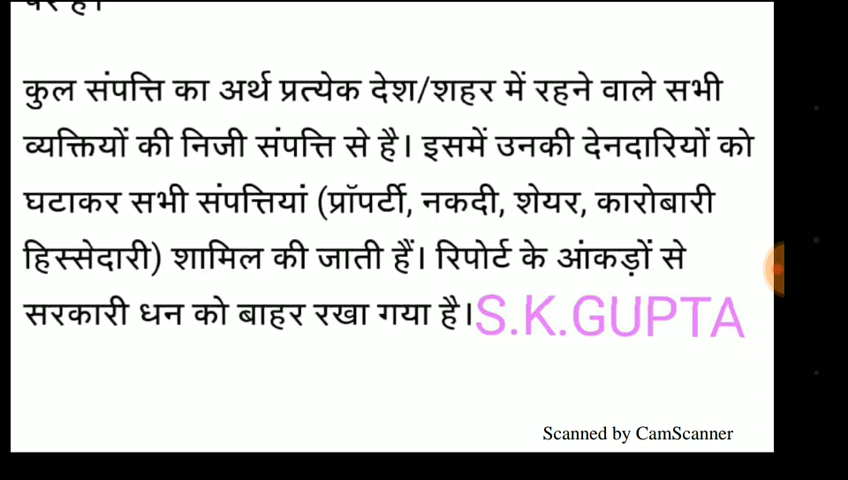 कुल संपत्ति का अर्थ प्रत्येक देश/शहर में रहने वाले सभी
व्यक्तियों की निजी संपत्ति से है। इसमें उनकी देनदारियों को
घटाकर सभी संपत्तियां (प्रॉपर्टी, नकदी, शेयर, कारोबारी
हिस्सेदारी) शामिल की जाती हैं। रिपोर्ट के आंकड़ों से
सरकारी धन को बाहर रखा गया है।S.K.GUPTA
Scanned by CamScanner